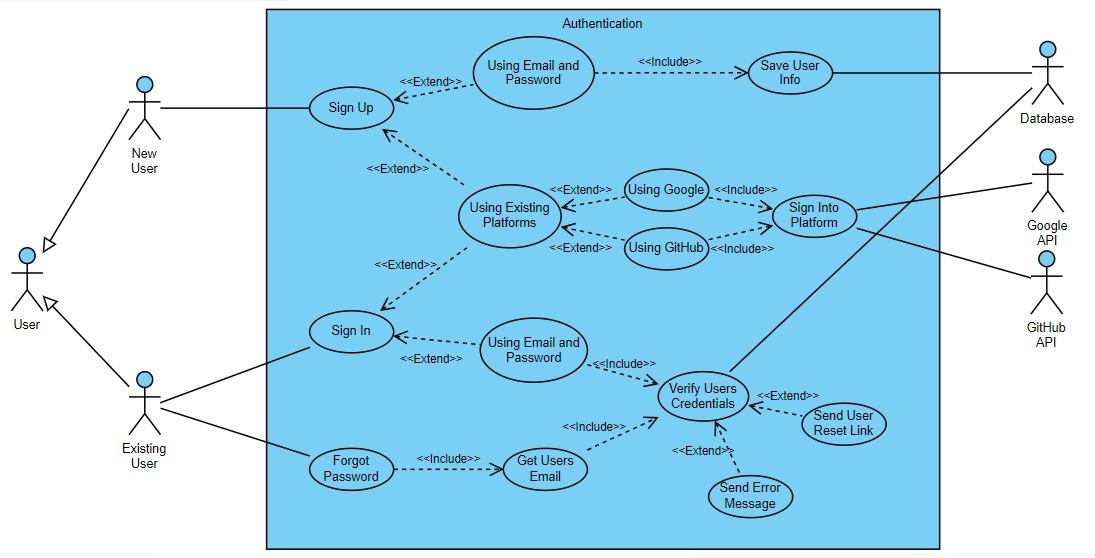 Authentication
Using Email and
Password
<<Extend>>
<<Include>>
Save User
Info
Sign Up
New
User
Database
<<Extend>>
Using Existing
Platforms
<<Extend>>
Using Google
<<Include>>
Sign Into
Platform
<<Extend>>
Using GitHub
<<Include>>
Google
API
<<Extend>>
User
Sign In
GitHub
API
<<Extend>>
Using Email and
Password
<<Include>>
Verify Users
Credentials
<<Extend>>
Send User
Reset Link
Existing
User
<<Include>>
<<Extend>>
Forgot
Password
<<Include>>
Get Users
Email
Send Error
Message